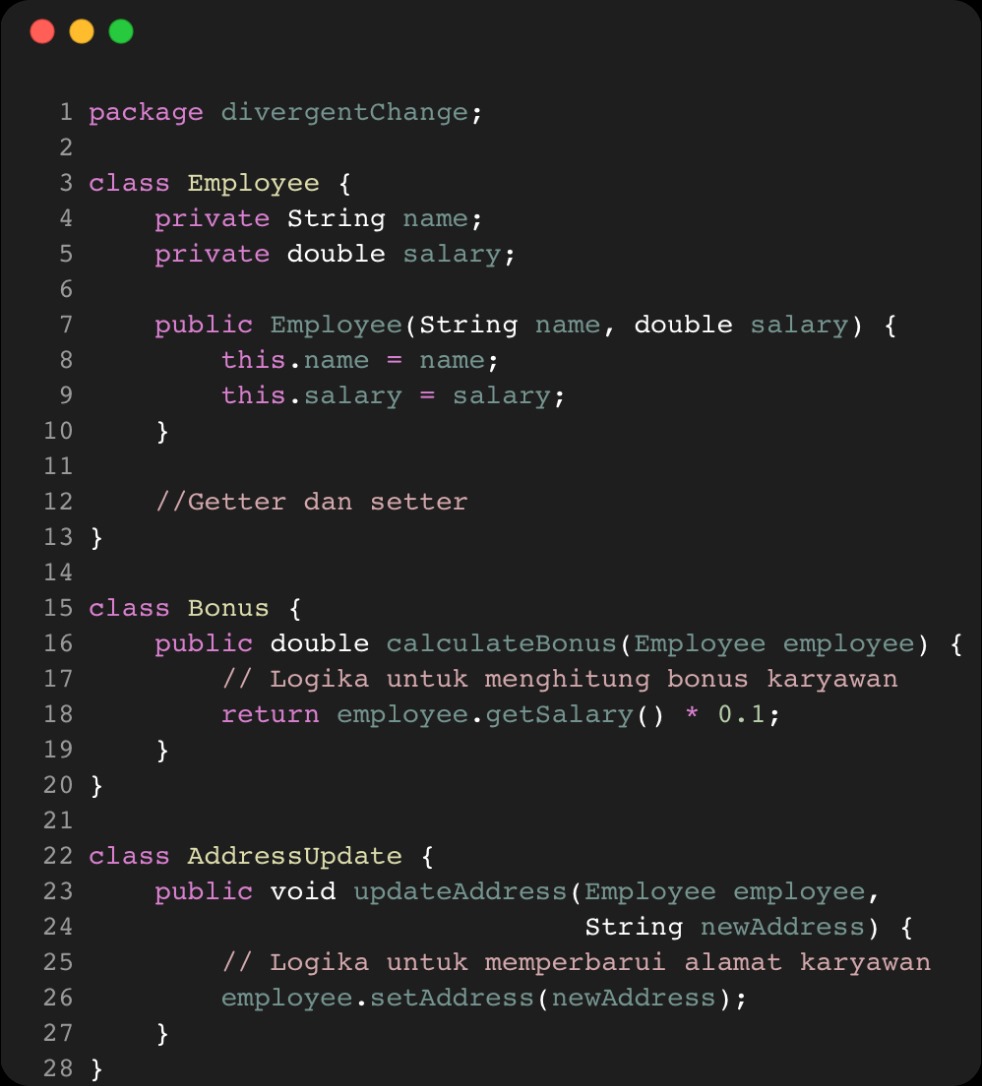 1 package divergentChange;
2
3 class Employee {
4     private String name;
5     private double salary;
6
7     public Employee(String name, double salary) {
8         this.name = name;
9         this.salary = salary;
10     }
11
12     //Getter dan setter
13 }
14
15 class Bonus {
16     public double calculateBonus(Employee employee) {
17         // Logika untuk menghitung bonus karyawan
18         return employee.getSalary() * 0.1;
19     }
20 }
21
22 class AddressUpdate {
23     public void updateAddress(Employee employee,
24                               String newAddress) {
25         // Logika untuk memperbarui alamat karyawan
26         employee.setAddress(newAddress);
27     }
28 }